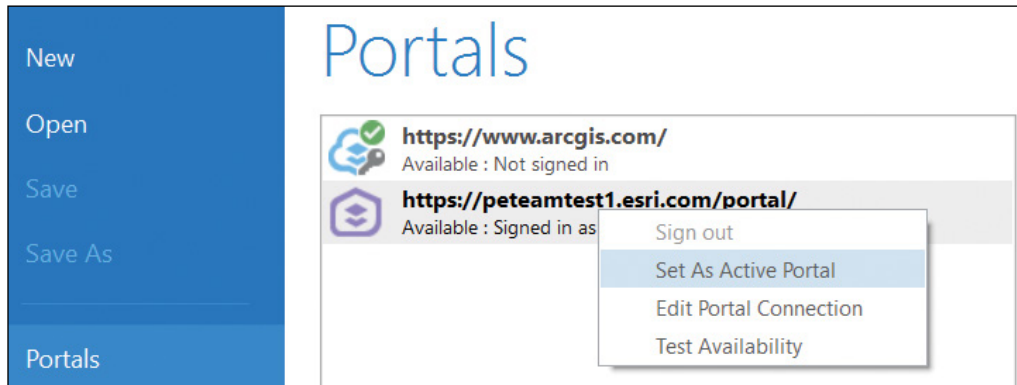 New
Open
Save
Save As
Portals
Portals
https://www.arcgis.com/
Available : Not signed in
https://peteamtest1.esri.com/portal/
Available : Signed in as
Sign out
Set As Active Portal
Edit Portal Connection
Test Availability